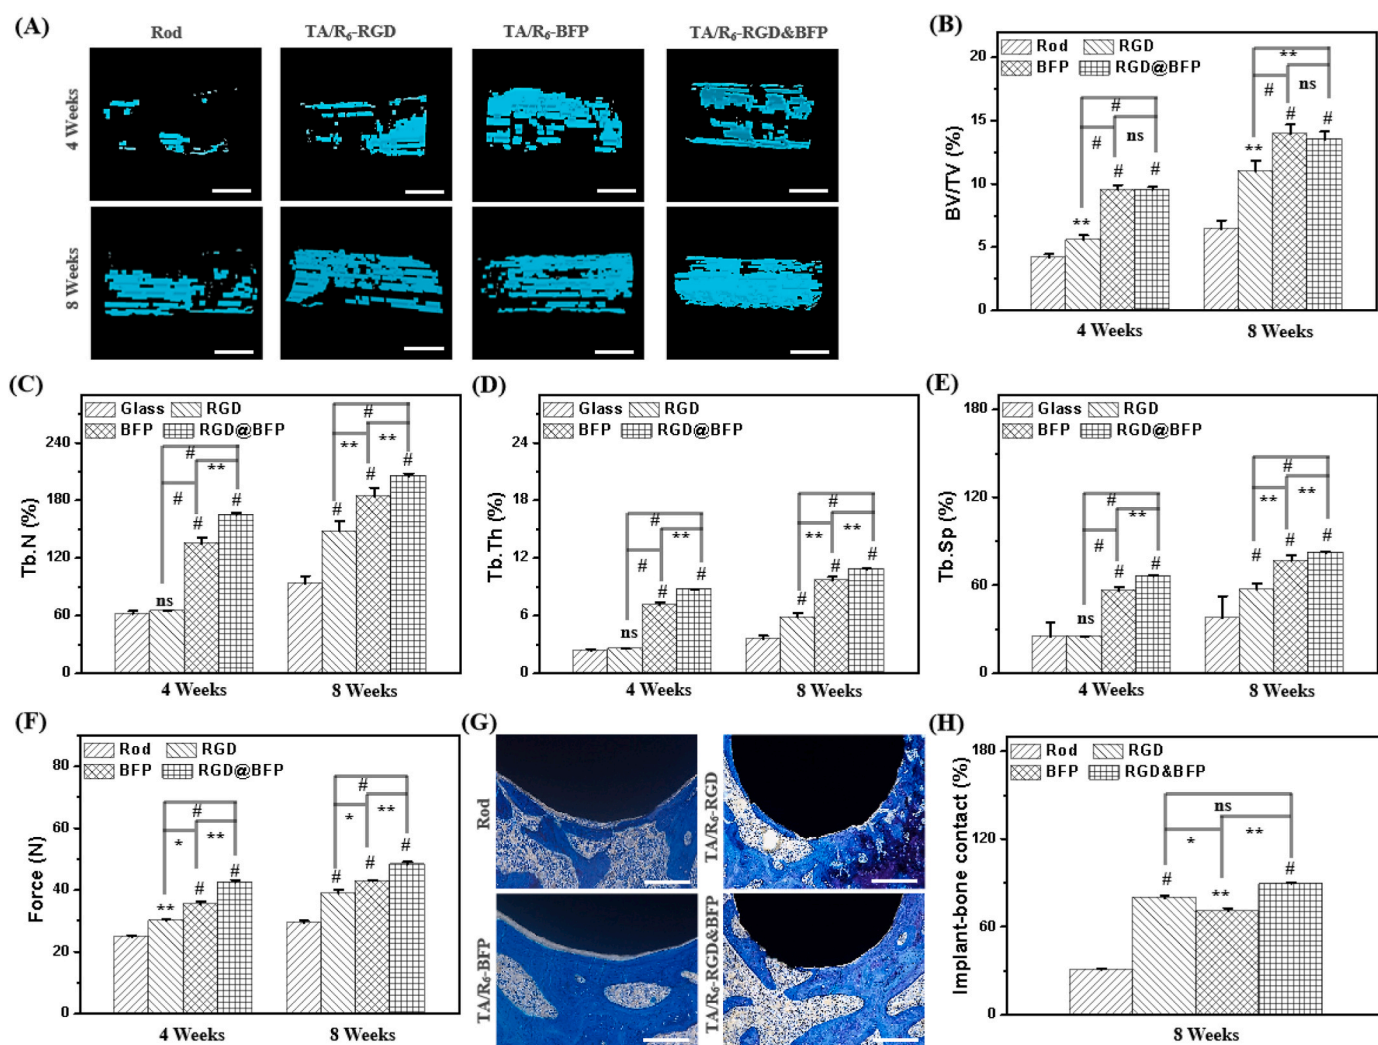 (A)
Rod
TA/R6-RGD
TA/R6-BFP
TA/R6-RGD&BFP
4 Weeks
8 Weeks
(B)
BV/TV (%)
20
15
10
5
0
Rod
RGD
BFP
RGD@BFP
**
#
#
#
#
ns
#
**
#
#
#
ns
**
4 Weeks
8 Weeks
(C)
Tb.N (%)
240
180
120
60
0
Glass
RGD
BFP
RGD@BFP
ns
#
#
#
**
#
#
#
#
**
**
#
4 Weeks
8 Weeks
(D)
Tb.Th (%)
24
18
12
6
0
Glass
RGD
BFP
RGD@BFP
ns
#
#
#
**
#
#
#
#
**
**
#
4 Weeks
8 Weeks
(E)
Tb.Sp (%)
180
120
60
0
Glass
RGD
BFP
RGD@BFP
ns
#
#
#
**
#
#
#
#
**
**
#
4 Weeks
8 Weeks
(F)
Force (N)
80
60
40
20
0
Rod
RGD
BFP
RGD@BFP
**
#
#
*
**
#
#
#
#
*
**
#
4 Weeks
8 Weeks
(G)
Rod
TA/R6-RGD
TA/R6-BFP
TA/R6-RGD&BFP
(H)
Implant-bone contact (%)
180
120
60
0
Rod
RGD
BFP
RGD&BFP
#
**
#
*
**
ns
8 Weeks